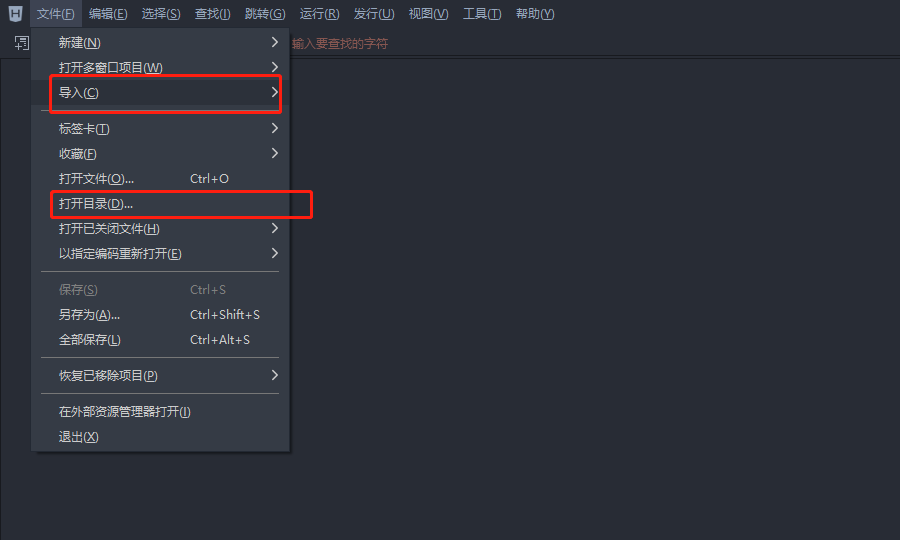 文件(F) 编辑(E) 选择(S) 查找(I) 跳转(G) 运行(R) 发行(U) 视图(V) 工具(T) 帮助(Y)
输入要查找的字符
新建(N)
打开多窗口项目(W)
导入(C)
标签卡(T)
收藏(F)
打开文件(O)... Ctrl+O
打开目录(D)...
打开已关闭文件(H)
以指定编码重新打开(E)
保存(S) Ctrl+S
另存为(A)... Ctrl+Shift+S
全部保存(L) Ctrl+Alt+S
恢复已移除项目(P)
在外部资源管理器打开(I)
退出(X)